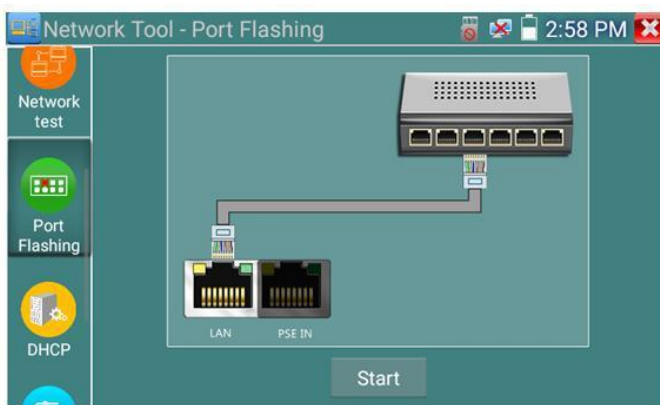 Network Tool - Port Flashing
2:58 PM
Network
test
Port
Flashing
DHCP
LAN
PSE IN
Start